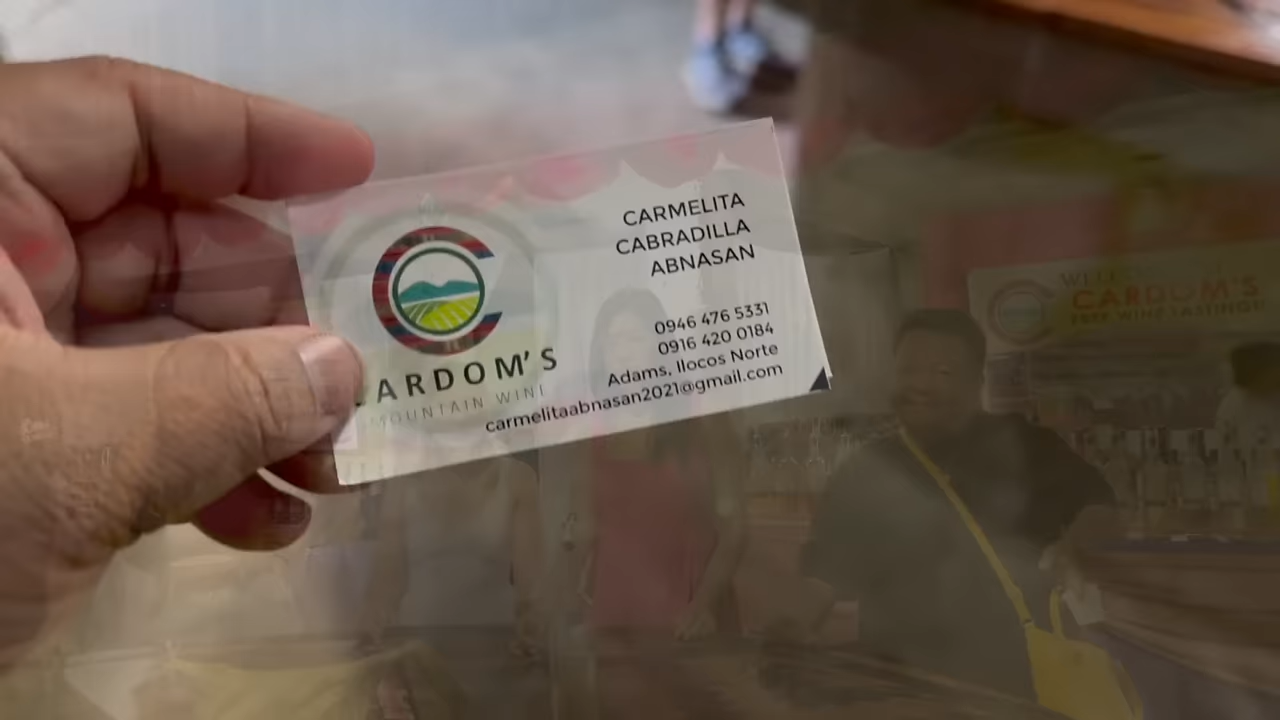 CARMELITA
CABRADILLA
ABNASAN
0946 476 5331
0916 420 0184
Adams, Ilocos Norte
carmelitaabnasan2021@gmail.com
ARDOM'S
MOUNTAIN WINE
CARDOM'S
FREE WINE TASTING